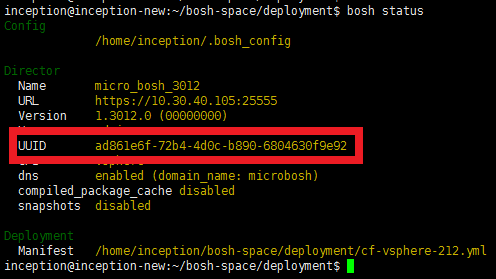 inception@inception-new:~/bosh-space/deployment$ bosh status
Config
/home/inception/.bosh_config
Director
Name micro_bosh_3012
URL https://10.30.40.105:25555
Version 1.3012.0 (00000000)
UUID ad861e6f-72b4-4d0c-b890-6804630f9e92
dns enabled (domain_name: microbosh)
compiled_package_cache disabled
snapshots disabled
Deployment
Manifest /home/inception/bosh-space/deployment/cf-vsphere-212.yml
inception@inception-new:~/bosh-space/deployment$